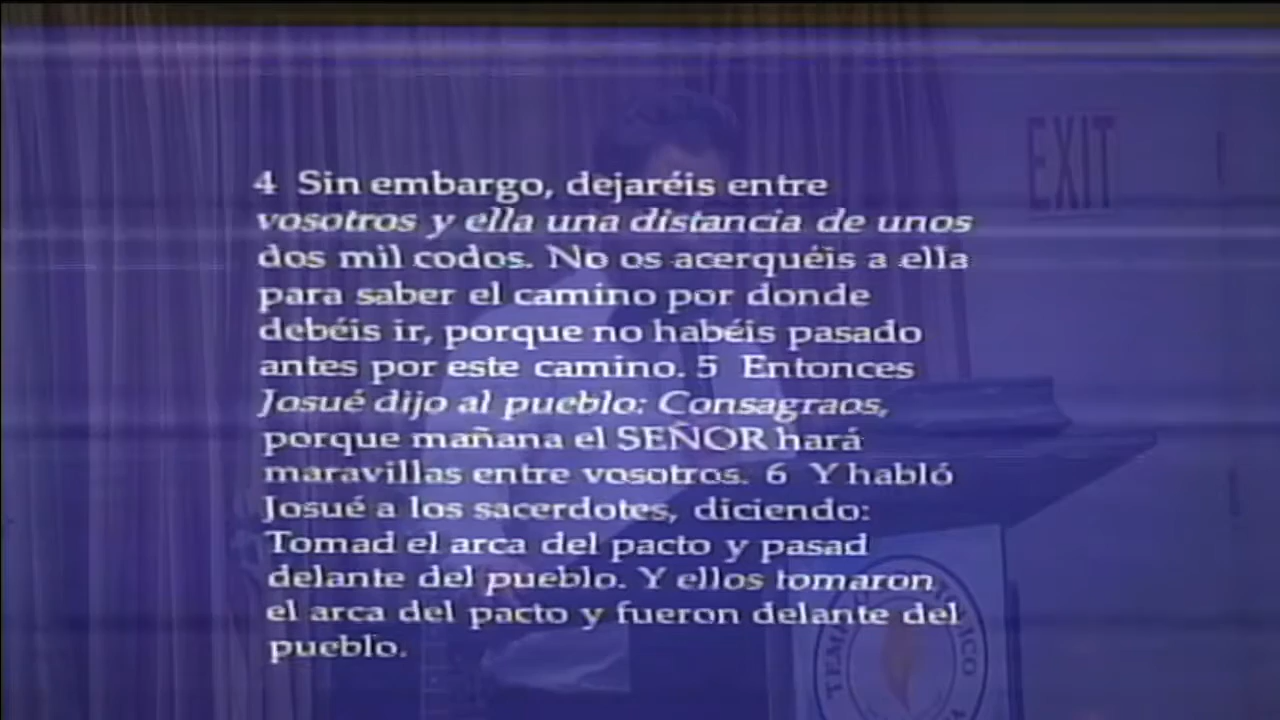 EXIT
4 Sin embargo, dejaréis entre
vosotros y ella una distancia de unos
dos mil codos. No os acerquéis a ella
para saber el camino por donde
debéis ir, porque no habéis pasado
antes por este camino. 5 Entonces
Josué dijo al pueblo: Consagraos,
porque mañana el SEÑOR hará
maravillas entre vosotros. 6 Y habló
Josué a los sacerdotes, diciendo:
Tomad el arca del pacto y pasad
delante del pueblo. Y ellos tomaron
el arca del pacto y fueron delante del
pueblo.